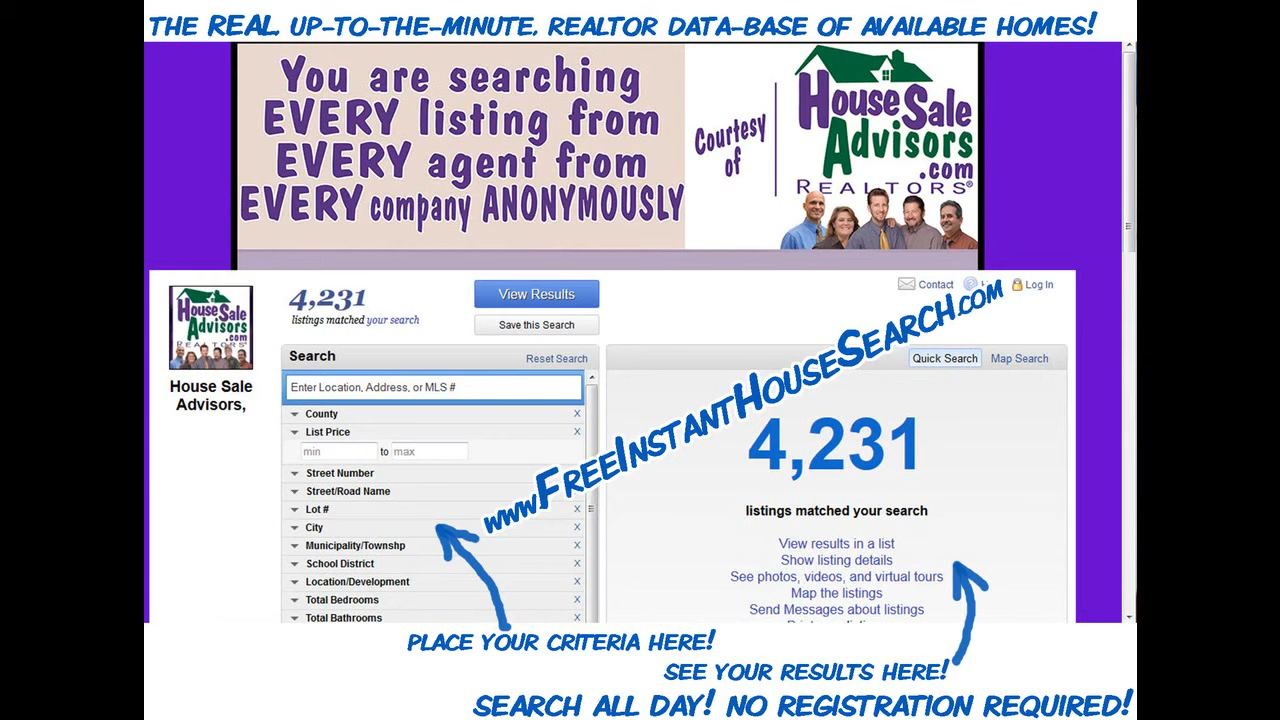 THE REAL, UP-TO-THE-MINUTE, REALTOR DATA-BASE OF AVAILABLE HOMES!
You are searching
EVERY listing from
EVERY agent from
EVERY company ANONYMOUSLY
Courtesy
of
House Sale
Advisors
.com
REALTORS®
House Sale
Advisors
.com
REALTORS
House Sale
Advisors,
4,231
listings matched your search
View Results
Save this Search
Contact
Log In
www.FreeInstantHouseSearch.com
Search
Reset Search
Quick Search
Map Search
Enter Location, Address, or MLS #
County X
List Price X
min to max
Street Number
Street/Road Name
Lot # X
City X
Municipality/Townshp X
School District X
Location/Development X
Total Bedrooms X
Total Bathrooms X
4,231
listings matched your search
View results in a list
Show listing details
See photos, videos, and virtual tours
Map the listings
Send Messages about listings
PLACE YOUR CRITERIA HERE!
SEE YOUR RESULTS HERE!
SEARCH ALL DAY! NO REGISTRATION REQUIRED!